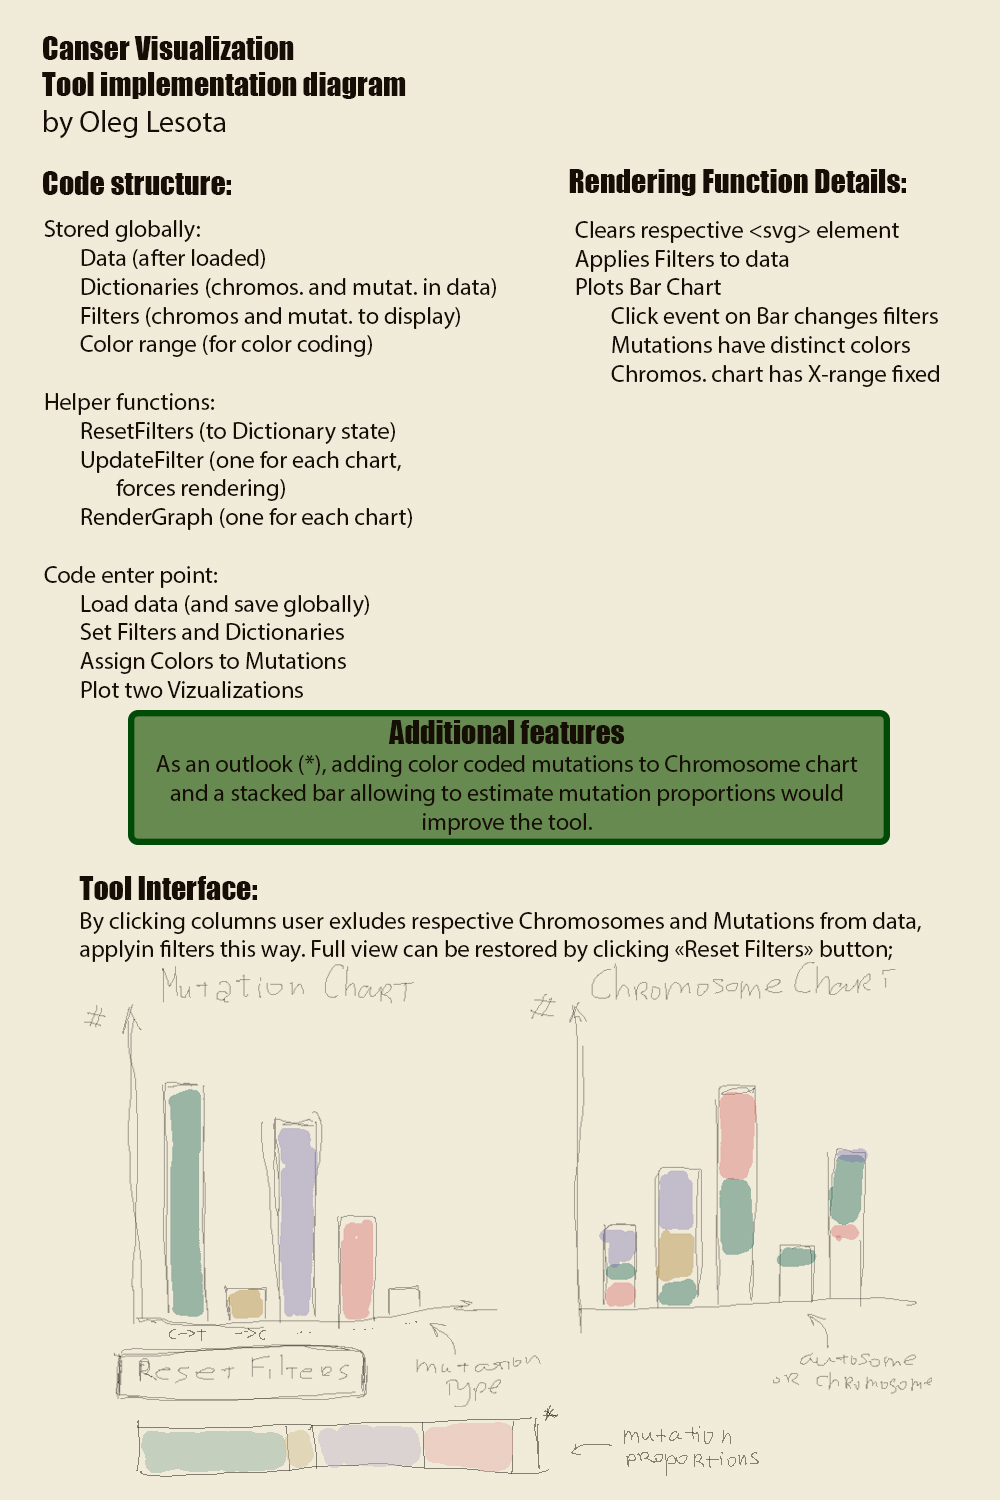 Canser Visualization
Tool implementation diagram
by Oleg Lesota
Code structure:
Stored globally:
Data (after loaded)
Dictionaries (chromos. and mutat. in data)
Filters (chromos and mutat. to display)
Color range (for color coding)
Helper functions:
ResetFilters (to Dictionary state)
UpdateFilter (one for each chart,
forces rendering)
RenderGraph (one for each chart)
Code enter point:
Load data (and save globally)
Set Filters and Dictionaries
Assign Colors to Mutations
Plot two Vizualizations
Rendering Function Details:
Clears respective <svg> element
Applies Filters to data
Plots Bar Chart
Click event on Bar changes filters
Mutations have distinct colors
Chromos. chart has X-range fixed
Additional features
As an outlook (*), adding color coded mutations to Chromosome chart
and a stacked bar allowing to estimate mutation proportions would
improve the tool.
Tool Interface:
By clicking columns user exludes respective Chromosomes and Mutations from data,
applyin filters this way. Full view can be restored by clicking «Reset Filters» button;
Mutation Chart
#
C->T ->C ... ...
mutation
type
Reset Filters
Chromosome Chart
#
autosome
or chromosome
*
mutation
proportions